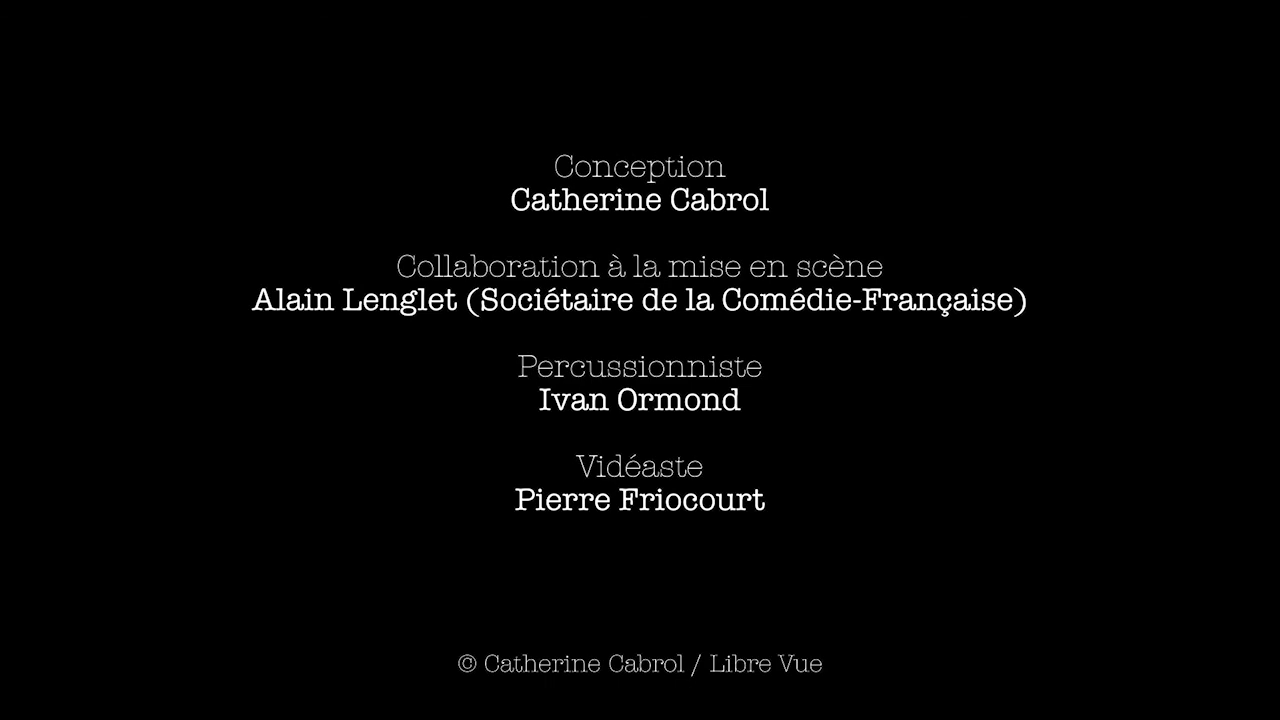 Conception
Catherine Cabrol
Collaboration à la mise en scène
Alain Lenglet (Sociétaire de la Comédie-Française)
Percussionniste
Ivan Ormond
Vidéaste
Pierre Friocourt
© Catherine Cabrol / Libre Vue